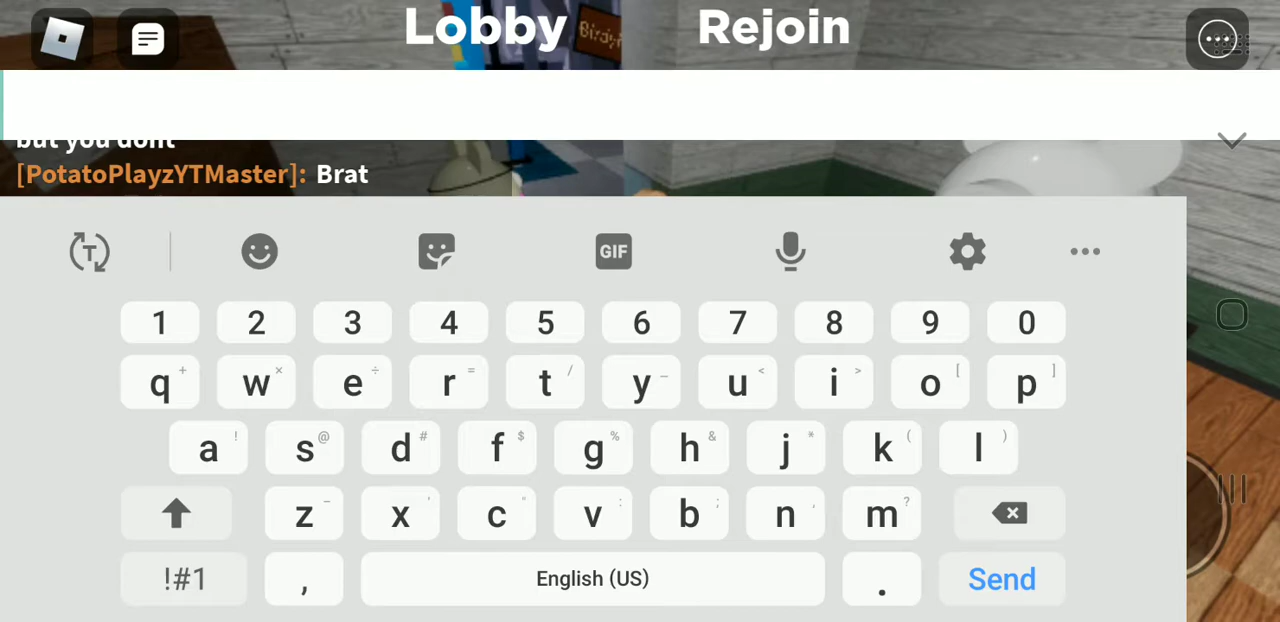 Lobby Rejoin
but you dont
[PotatoPlayzYTMaster]: Brat
T GIF
1 2 3 4 5 6 7 8 9 0
q + w × e ÷ r = t / y _ u < i > o [ p ]
a ! s @ d # f $ g % h & j * k ( l )
z - x ' c " v : b ; n , m ?
!#1 , English (US) . Send